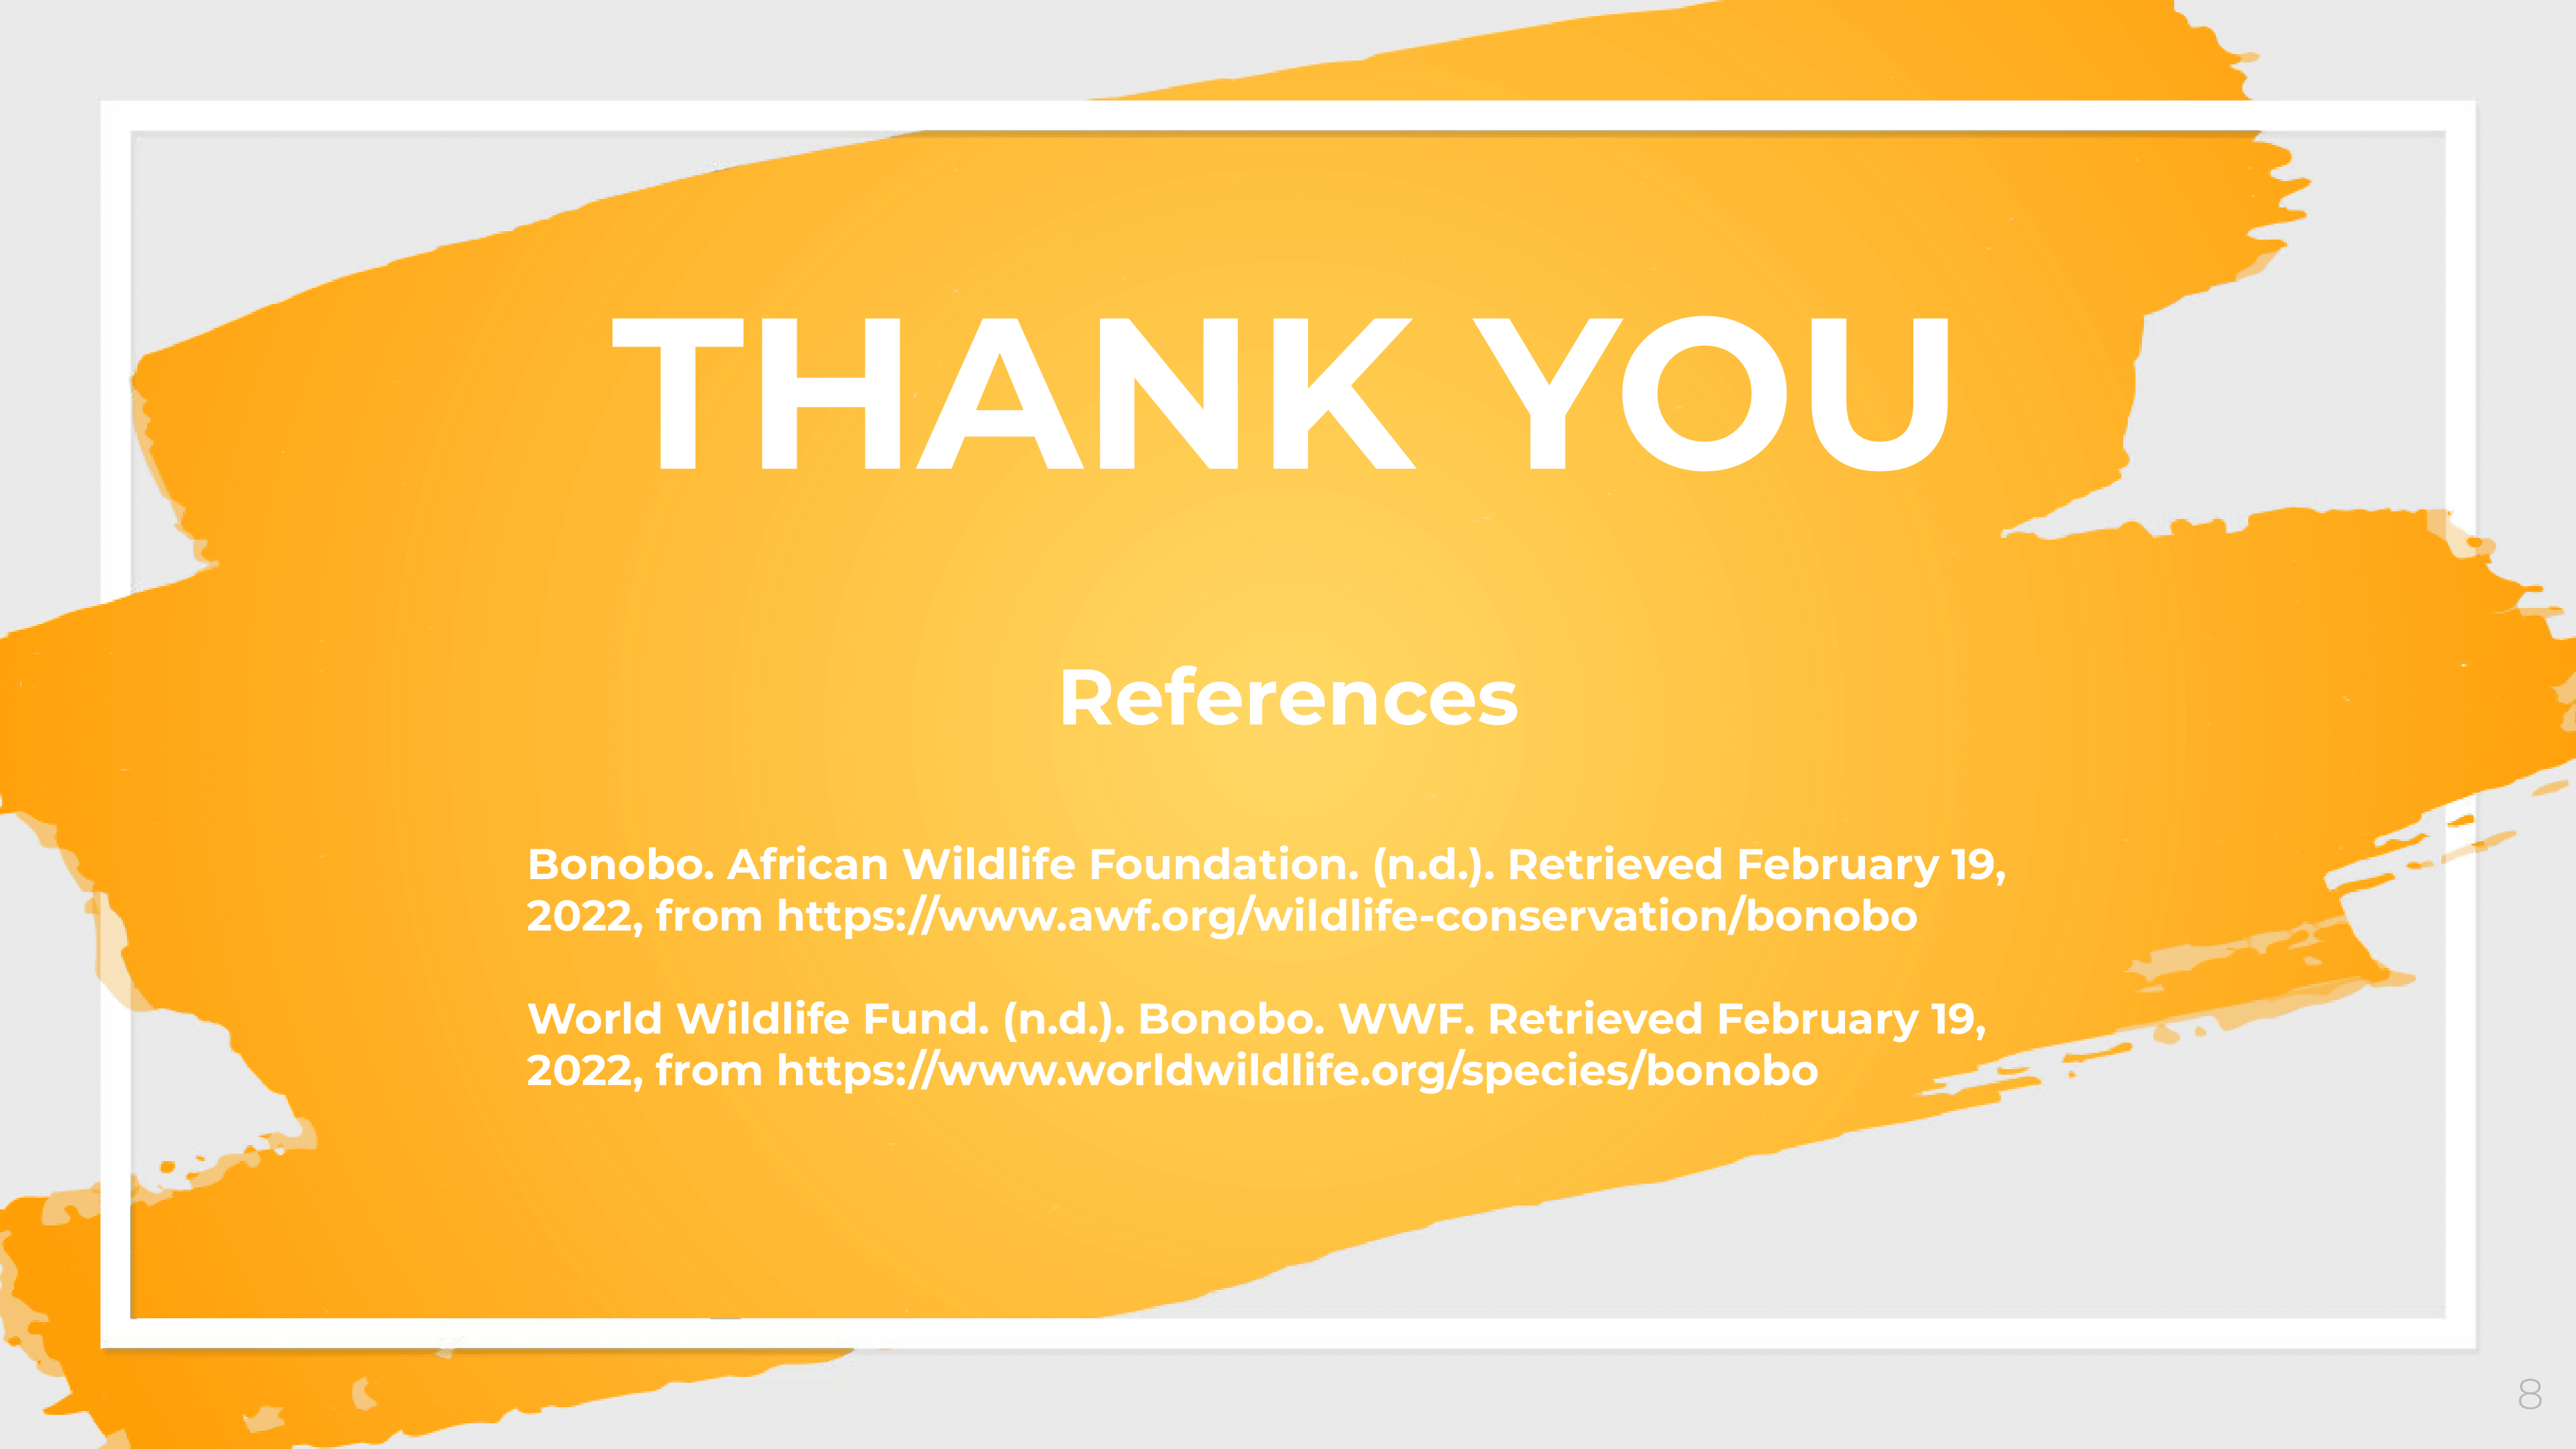 THANK YOU
References
Bonobo. African Wildlife Foundation. (n.d.). Retrieved February 19,
2022, from https://www.awf.org/wildlife-conservation/bonobo
World Wildlife Fund. (n.d.). Bonobo. WWF. Retrieved February 19,
2022, from https://www.worldwildlife.org/species/bonobo
8